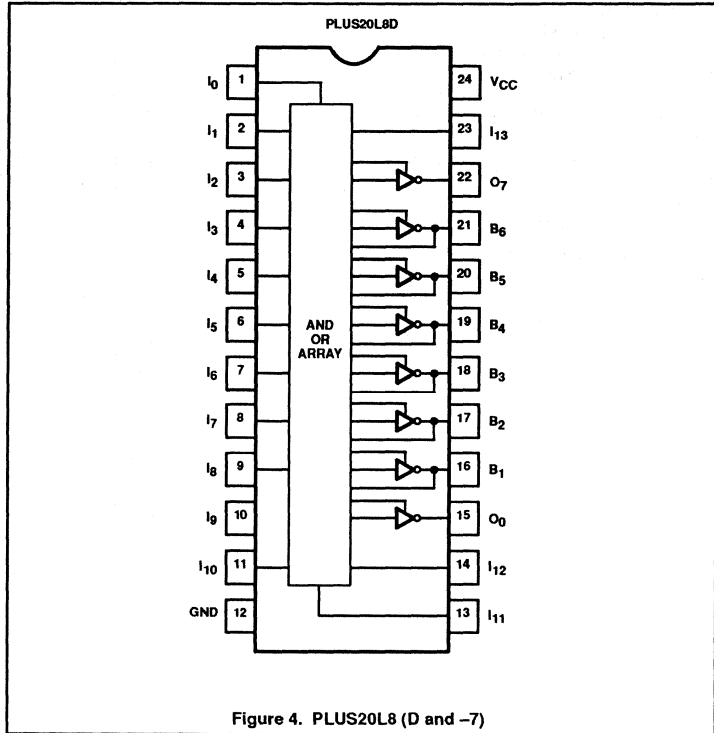 PLUS20L8D
I0 1 24 VCC
I1 2 23 I13
I2 3 22 O7
I3 4 21 B6
I4 5 20 B5
I5 6 19 B4
AND
OR
ARRAY
I6 7 18 B3
I7 8 17 B2
I8 9 16 B1
I9 10 15 O0
I10 11 14 I12
GND 12 13 I11
Figure 4. PLUS20L8 (D and –7)